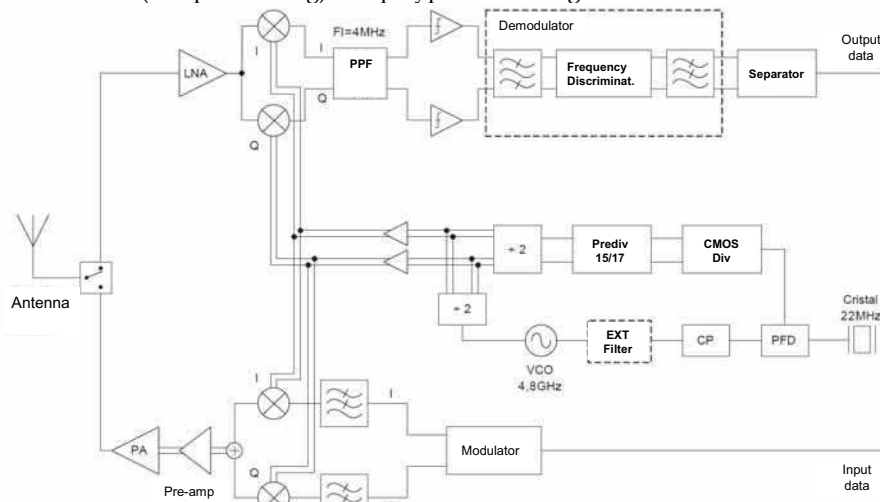 FI=4MHz
Demodulator
LNA
I
I
PPF
Frequency
Discriminat.
Separator
Output
data
Q
Q
÷ 2
Prediv
15/17
CMOS
Div
Antenna
÷ 2
Cristal
22MHz
EXT
Filter
CP
PFD
VCO
4,8GHz
I
I
PA
Modulator
Q
Pre-amp
Input
data